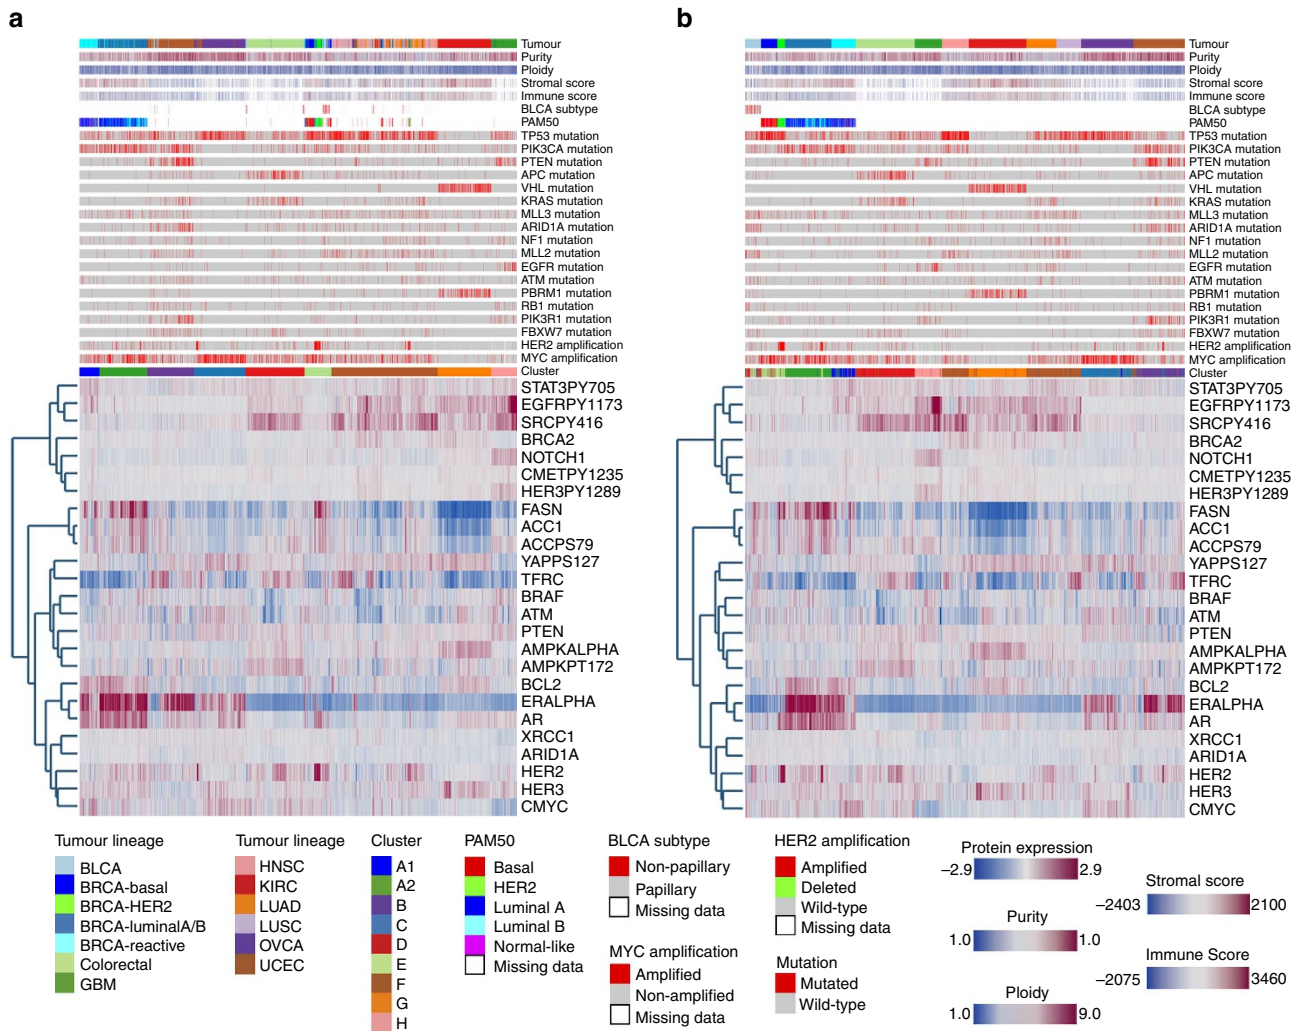 a
Tumour
Purity
Ploidy
Stromal score
Immune score
BLCA subtype
PAM50
TP53 mutation
PIK3CA mutation
PTEN mutation
APC mutation
VHL mutation
KRAS mutation
MLL3 mutation
ARID1A mutation
NF1 mutation
MLL2 mutation
EGFR mutation
ATM mutation
PBRM1 mutation
RB1 mutation
PIK3R1 mutation
FBXW7 mutation
HER2 amplification
MYC amplification
Cluster
STAT3PY705
EGFRPY1173
SRCPY416
BRCA2
NOTCH1
CMETPY1235
HER3PY1289
FASN
ACC1
ACCPS79
YAPPS127
TFRC
BRAF
ATM
PTEN
AMPKALPHA
AMPKPT172
BCL2
ERALPHA
AR
XRCC1
ARID1A
HER2
HER3
CMYC
b
Tumour
Purity
Ploidy
Stromal score
Immune score
BLCA subtype
PAM50
TP53 mutation
PIK3CA mutation
PTEN mutation
APC mutation
VHL mutation
KRAS mutation
MLL3 mutation
ARID1A mutation
NF1 mutation
MLL2 mutation
EGFR mutation
ATM mutation
PBRM1 mutation
RB1 mutation
PIK3R1 mutation
FBXW7 mutation
HER2 amplification
MYC amplification
Cluster
STAT3PY705
EGFRPY1173
SRCPY416
BRCA2
NOTCH1
CMETPY1235
HER3PY1289
FASN
ACC1
ACCPS79
YAPPS127
TFRC
BRAF
ATM
PTEN
AMPKALPHA
AMPKPT172
BCL2
ERALPHA
AR
XRCC1
ARID1A
HER2
HER3
CMYC
Tumour lineage
BLCA
BRCA-basal
BRCA-HER2
BRCA-luminalA/B
BRCA-reactive
Colorectal
GBM
Tumour lineage
HNSC
KIRC
LUAD
LUSC
OVCA
UCEC
Cluster
A1
A2
B
C
D
E
F
G
H
PAM50
Basal
HER2
Luminal A
Luminal B
Normal-like
Missing data
BLCA subtype
Non-papillary
Papillary
Missing data
MYC amplification
Amplified
Non-amplified
Missing data
HER2 amplification
Amplified
Deleted
Wild-type
Missing data
Mutation
Mutated
Wild-type
Protein expression
−2.9 2.9
Purity
1.0 1.0
Ploidy
1.0 9.0
Stromal score
−2403 2100
Immune Score
−2075 3460